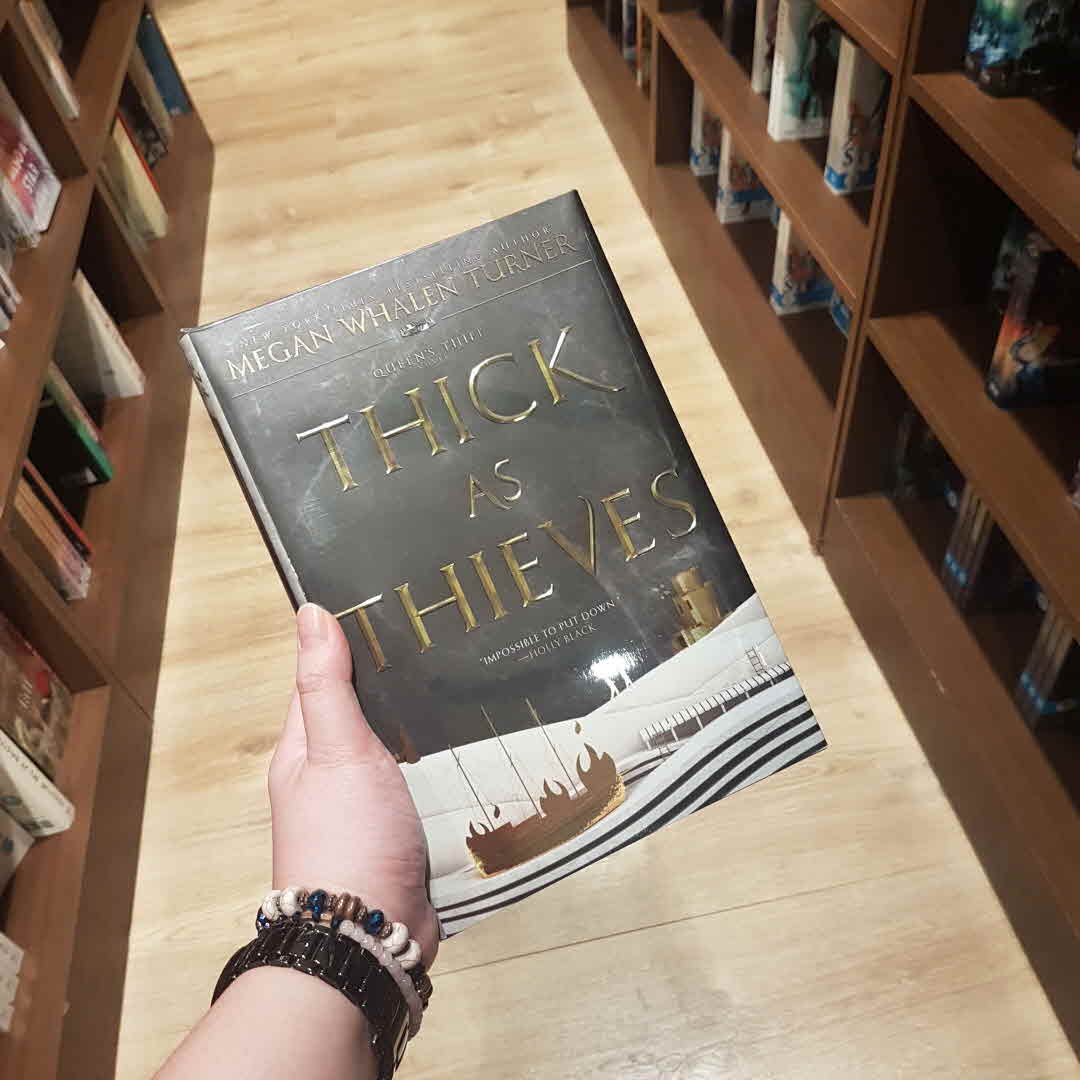 NEW YORK TIMES BESTSELLING AUTHOR
MEGAN WHALEN TURNER
QUEEN'S THIEF
THICK
AS
THIEVES
"IMPOSSIBLE TO PUT DOWN."
—HOLLY BLACK